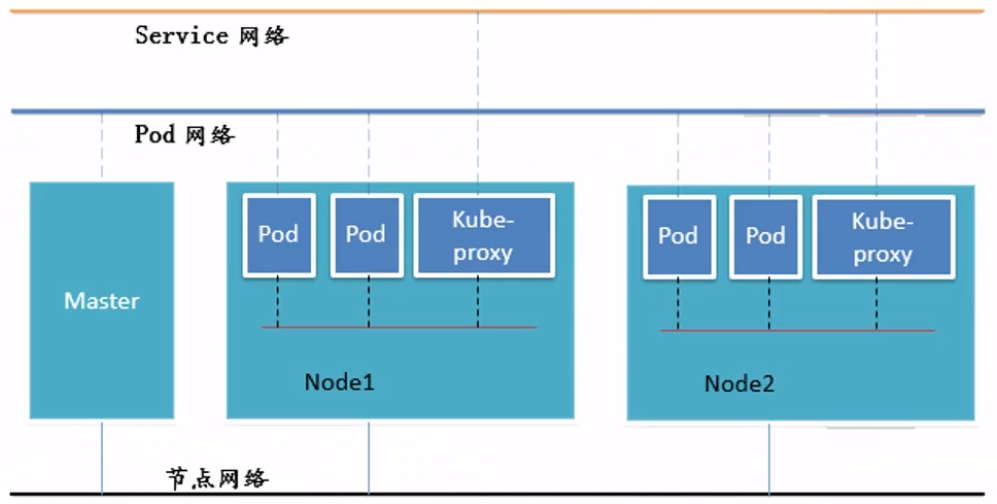 Service 网络
Pod 网络
Master
Pod
Pod
Kube-
proxy
Node1
Pod
Pod
Kube-
proxy
Node2
节点网络